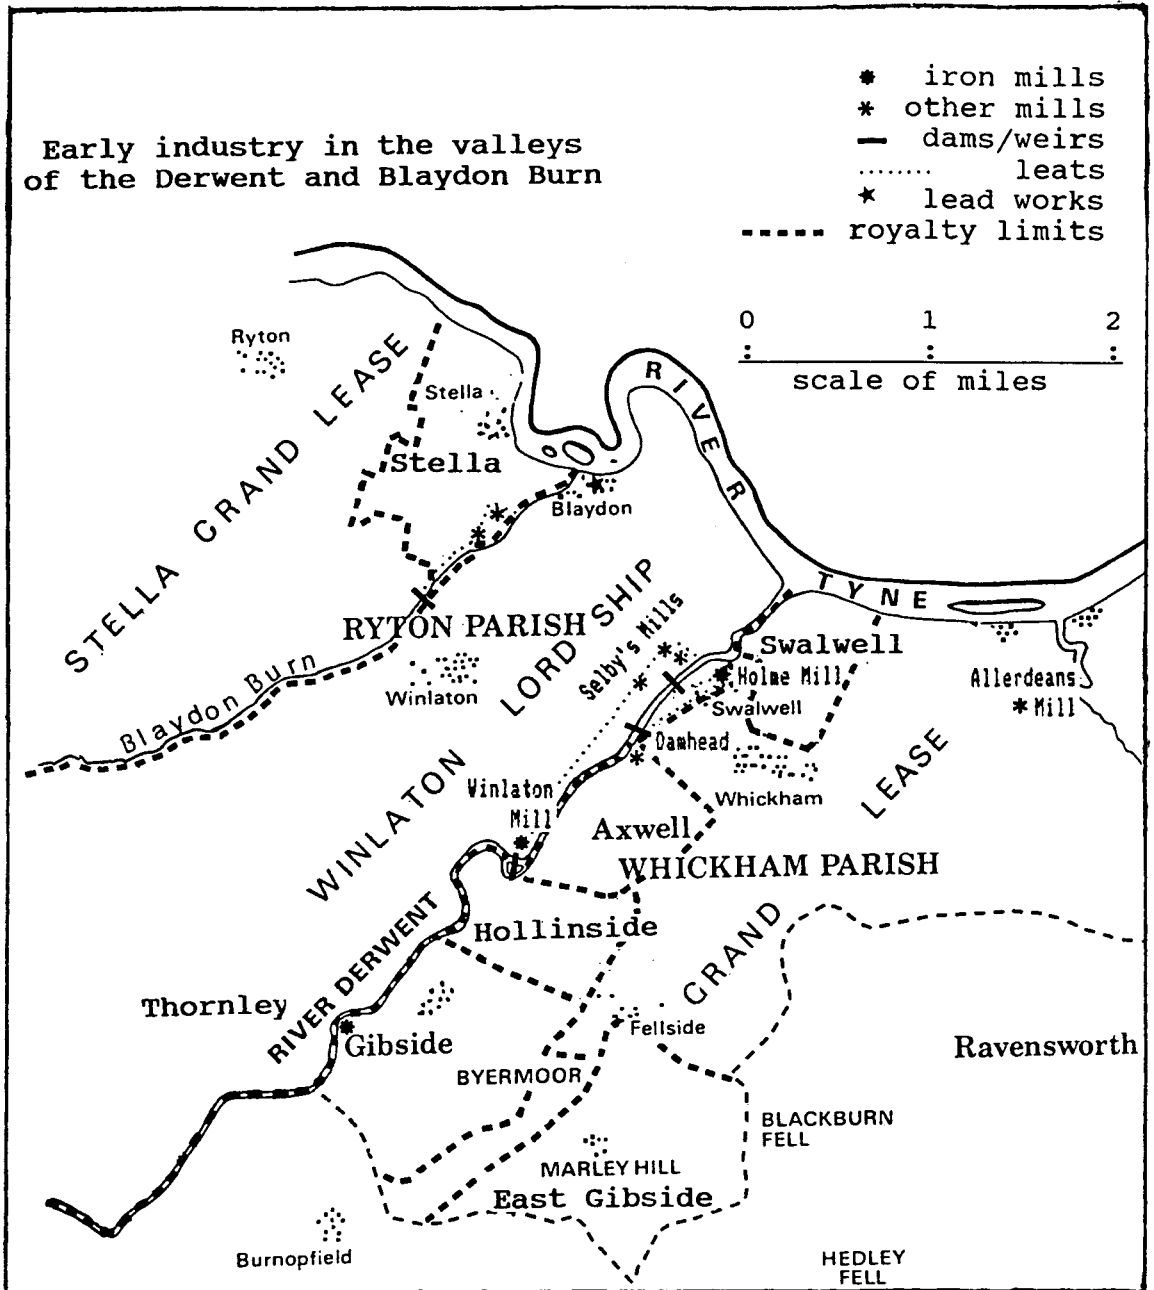 iron mills
other mills
dams/weirs
leats
lead works
royalty limits
Early industry in the valleys
of the Derwent and Blaydon Burn
0 1 2
scale of miles
Ryton
STELLA GRAND LEASE
Stella
Stella
RIVER TYNE
Blaydon
RYTON PARISH
Blaydon Burn
Winlaton
WINLATON LORDSHIP
Selby's Mills
Swalwell
Holme Mill
Swalwell
Allerdeans
Mill
Damhead
Whickham
Winlaton
Mill
Axwell
WHICKHAM PARISH
GRAND LEASE
Hollinside
RIVER DERWENT
Thornley
Gibside
Fellside
Ravensworth
BYERMOOR
BLACKBURN
FELL
MARLEY HILL
East Gibside
Burnopfield
HEDLEY
FELL